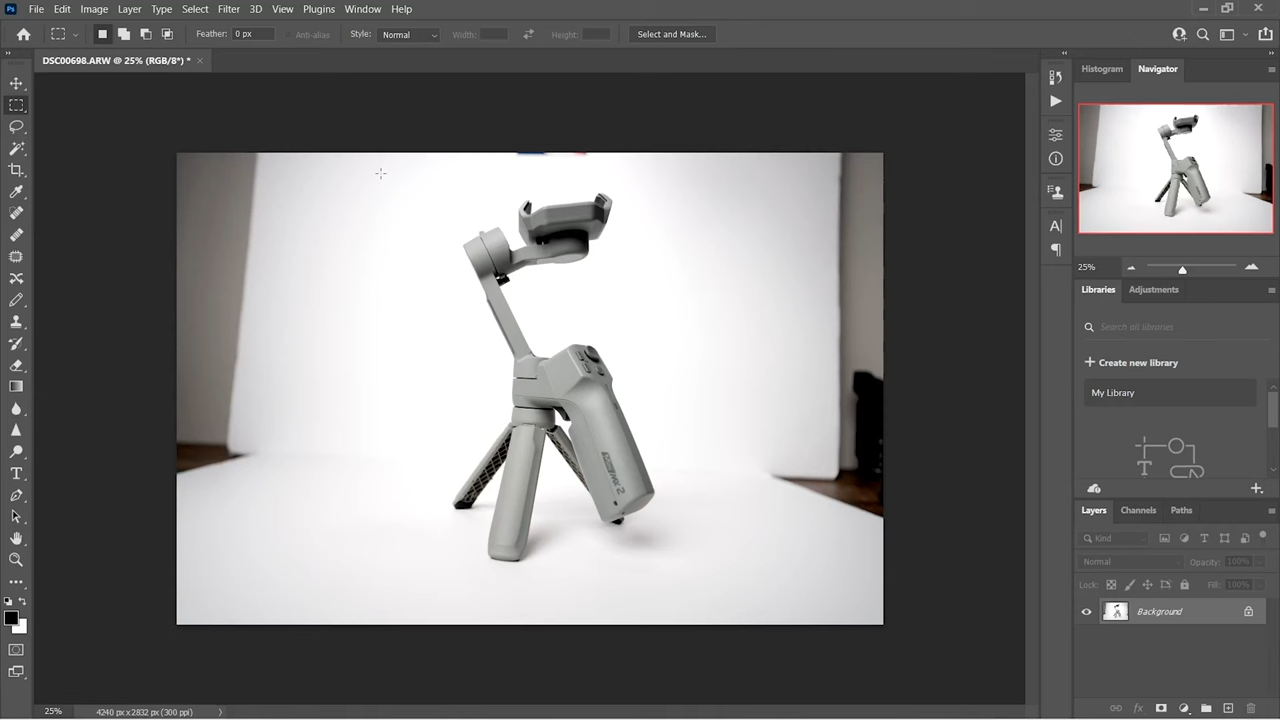 Ps File Edit Image Layer Type Select Filter 3D View Plugins Window Help
Feather: 0 px Anti-alias Style: Normal Width: Height: Select and Mask...
DSC00698.ARW @ 25% (RGB/8*) * ×
Histogram Navigator
25%
Libraries Adjustments
Search all libraries
+ Create new library
My Library
Layers Channels Paths
Kind
Normal Opacity: 100%
Lock: Fill: 100%
Background
25% 4240 px x 2832 px (300 ppi)